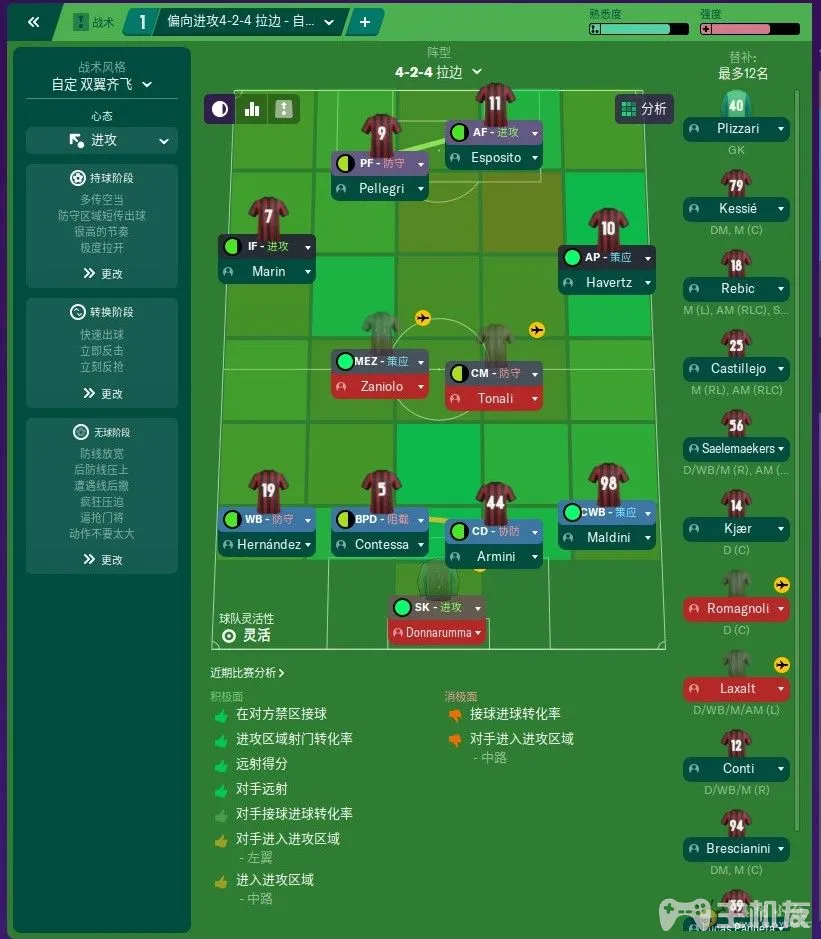 战术
1
偏向进攻4-2-4 拉边 - 自...
熟悉度
强度
战术风格
自定 双翼齐飞
心态
进攻
持球阶段
多传空当
防守区域短传出球
很高的节奏
极度拉开
更改
转换阶段
快速出球
立即反击
立刻反抢
更改
无球阶段
防线放宽
后防线压上
遭遇线后撤
疯狂压迫
逼抢门将
动作不要太大
更改
阵型
4-2-4 拉边
分析
11
AF - 进攻
Esposito
9
PF - 防守
Pellegri
7
IF - 进攻
Marin
10
AP - 策应
Havertz
MEZ - 策应
Zaniolo
CM - 防守
Tonali
19
WB - 防守
Hernández
5
BPD - 阻截
Contessa
44
CD - 协防
Armini
98
CWB - 策应
Maldini
SK - 进攻
Donnarumma
球队灵活性
灵活
近期比赛分析
积极面
在对方禁区接球
进攻区域射门转化率
远射得分
对手远射
对手接球进球转化率
对手进入进攻区域
- 左翼
进入进攻区域
- 中路
消极面
接球进球转化率
对手进入进攻区域
- 中路
替补:
最多12名
40
Plizzari
GK
79
Kessié
DM, M (C)
18
Rebic
M (L), AM (RLC), S...
25
Castillejo
M (RL), AM (RLC)
56
Saelemaekers
D/WB/M (R), AM (...
14
Kjær
D (C)
Romagnoli
D (C)
Laxalt
D/WB/M/AM (L)
12
Conti
D/WB/M (R)
94
Brescianini
DM, M (C)
主机友